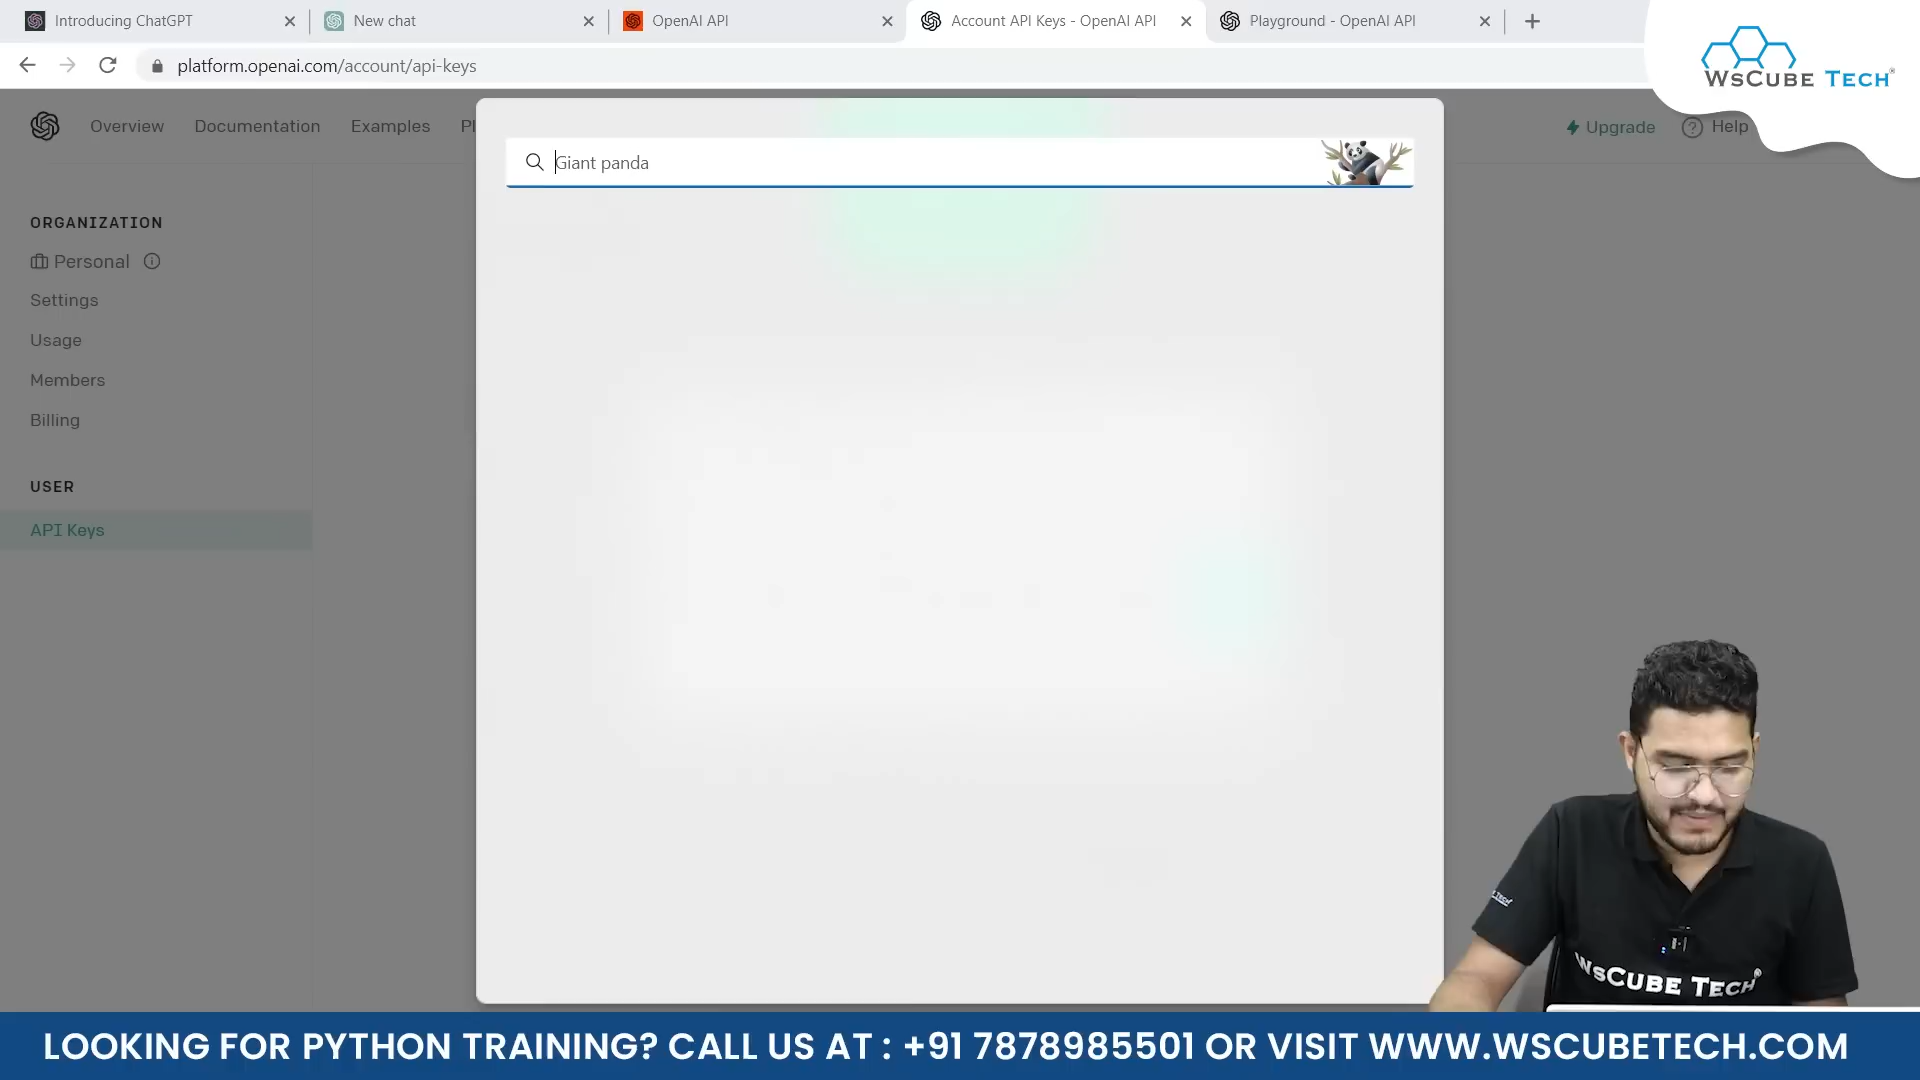 Introducing ChatGPT
New chat
OpenAI API
Account API Keys - OpenAI API
Playground - OpenAI API
platform.openai.com/account/api-keys
WsCube Tech®
Overview
Documentation
Examples
Pl
Upgrade
Help
Giant panda
ORGANIZATION
Personal
Settings
Usage
Members
Billing
USER
API Keys
WsCube Tech®
LOOKING FOR PYTHON TRAINING? CALL US AT : +91 7878985501 OR VISIT WWW.WSCUBETECH.COM